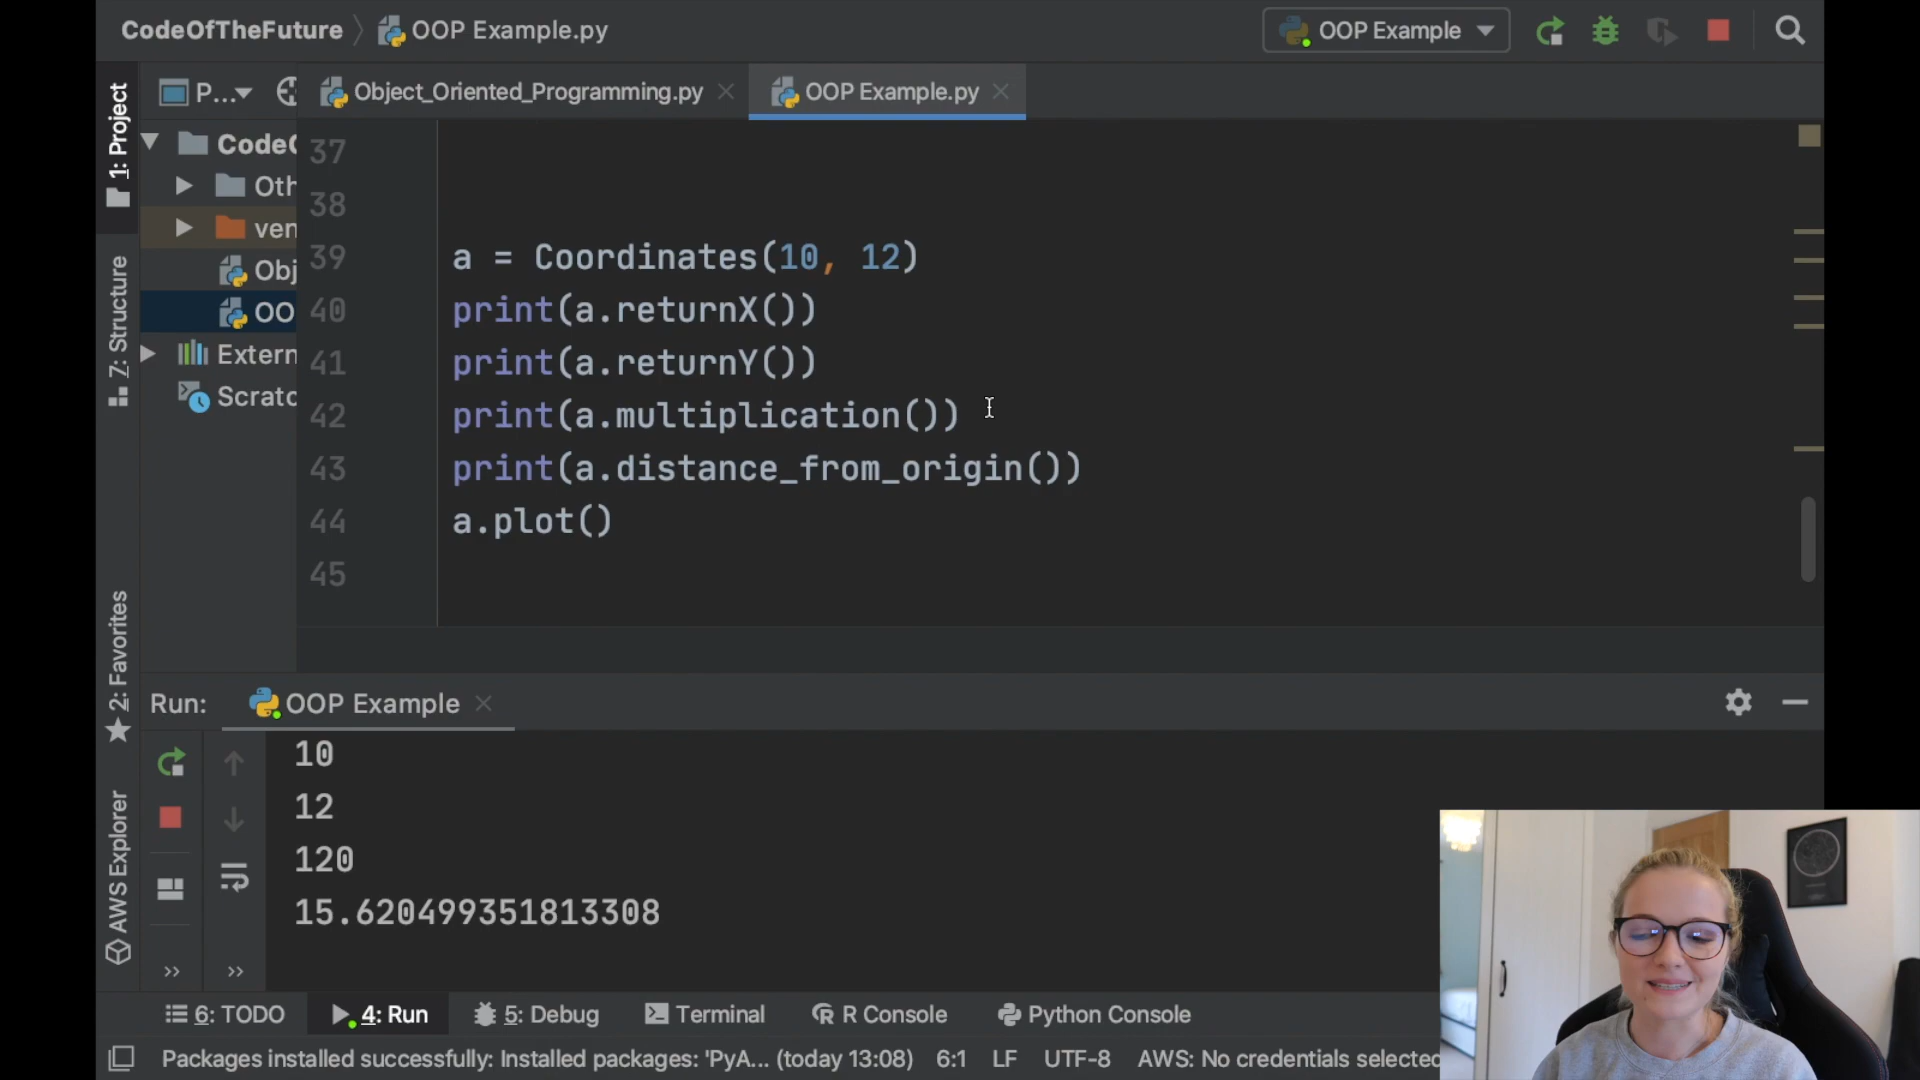 CodeOfTheFuture
OOP Example.py
OOP Example
1: Project
P...
Object_Oriented_Programming.py
OOP Example.py
CodeO
Oth
ven
Obj
OO
Extern
Scratc
Z: Structure
2: Favorites
AWS Explorer
37
38
39 a = Coordinates(10, 12)
40 print(a.returnX())
41 print(a.returnY())
42 print(a.multiplication())
43 print(a.distance_from_origin())
44 a.plot()
45
Run: OOP Example
10
12
120
15.620499351813308
6: TODO 4: Run 5: Debug Terminal R Console Python Console
Packages installed successfully: Installed packages: 'PyA... (today 13:08) 6:1 LF UTF-8 AWS: No credentials selected